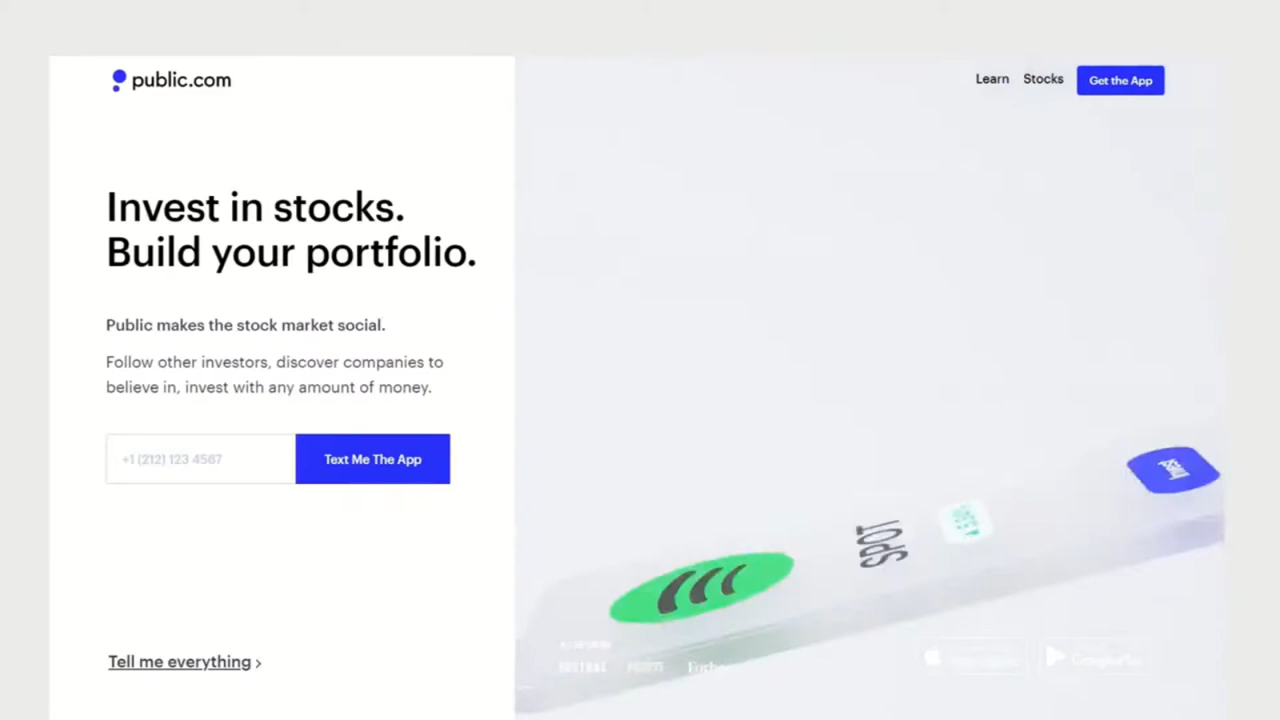 public.com
Learn Stocks Get the App
Invest in stocks.
Build your portfolio.
Public makes the stock market social.
Follow other investors, discover companies to
believe in, invest with any amount of money.
+1 (212) 123 4567 Text Me The App
Invest
SPOT
Tell me everything ›
Forbes